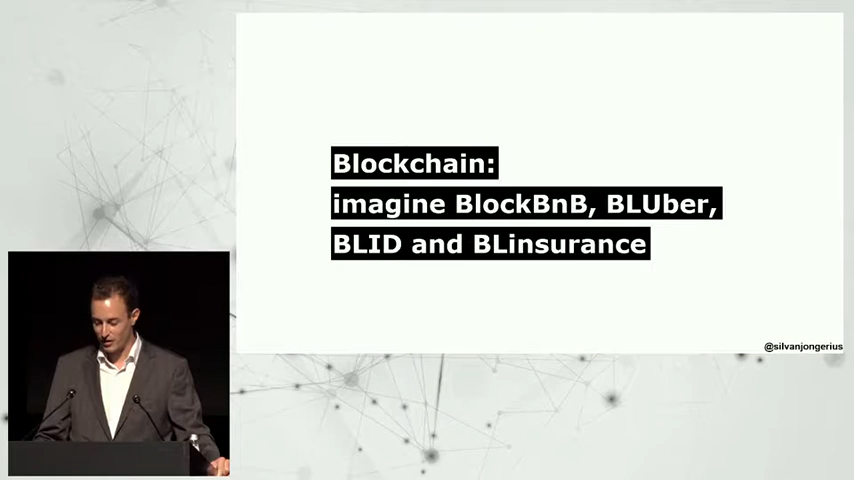 Blockchain:
imagine BlockBnB, BLUber,
BLID and BLinsurance
@silvanjongerius